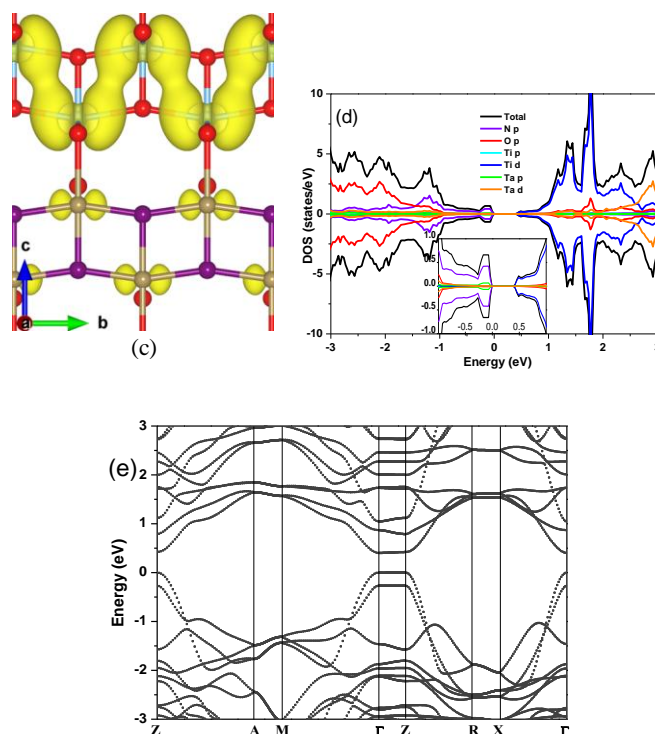 c
a
b
(c)
(d)
Total
N p
O p
Ti p
Ti d
Ta p
Ta d
DOS (states/eV)
10
5
0
-5
-10
1.0
0.5
0.0
-0.5
-1.0
-0.5 0.0 0.5
-3 -2 -1 0 1 2 3
Energy (eV)
(e)
Energy (eV)
3
2
1
0
-1
-2
-3
Z A M Γ Z R X Γ